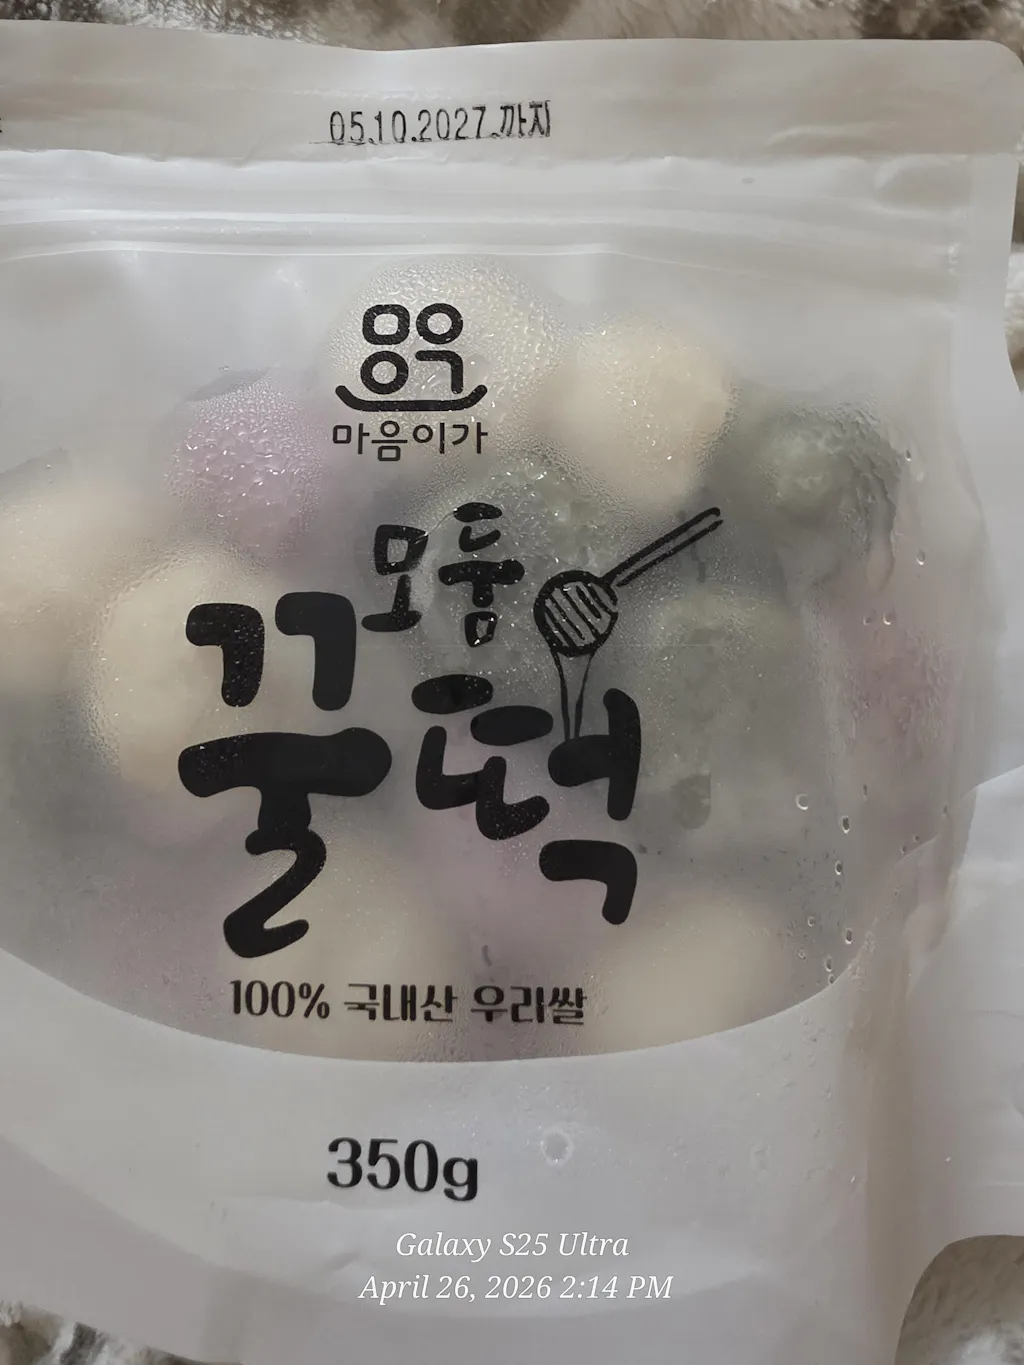 05.10.2027.까지
마음이가
모둠
꿀떡
100% 국내산 우리쌀
350g
Galaxy S25 Ultra
April 26, 2026 2:14 PM